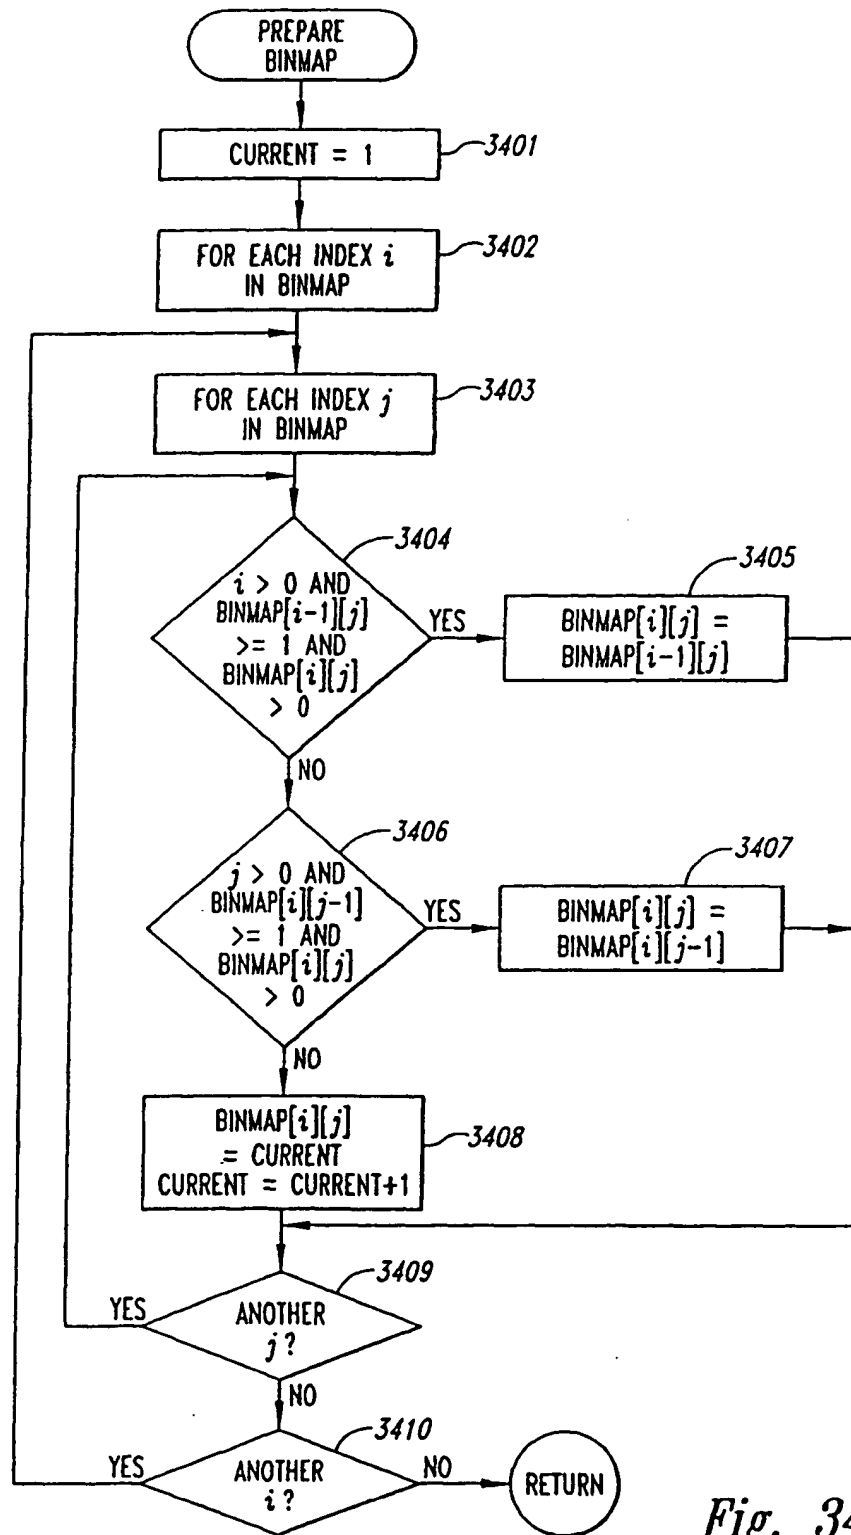 PREPARE
BINMAP
CURRENT = 1
3401
FOR EACH INDEX i
IN BINMAP
3402
FOR EACH INDEX j
IN BINMAP
3403
i > 0 AND
BINMAP[i-1][j]
>= 1 AND
BINMAP[i][j]
> 0
3404
YES
BINMAP[i][j] =
BINMAP[i-1][j]
3405
NO
j > 0 AND
BINMAP[i][j-1]
>= 1 AND
BINMAP[i][j]
> 0
3406
YES
BINMAP[i][j] =
BINMAP[i][j-1]
3407
NO
BINMAP[i][j]
= CURRENT
CURRENT = CURRENT+1
3408
ANOTHER
j?
3409
YES
NO
ANOTHER
i?
3410
YES
NO
RETURN
Fig. 34